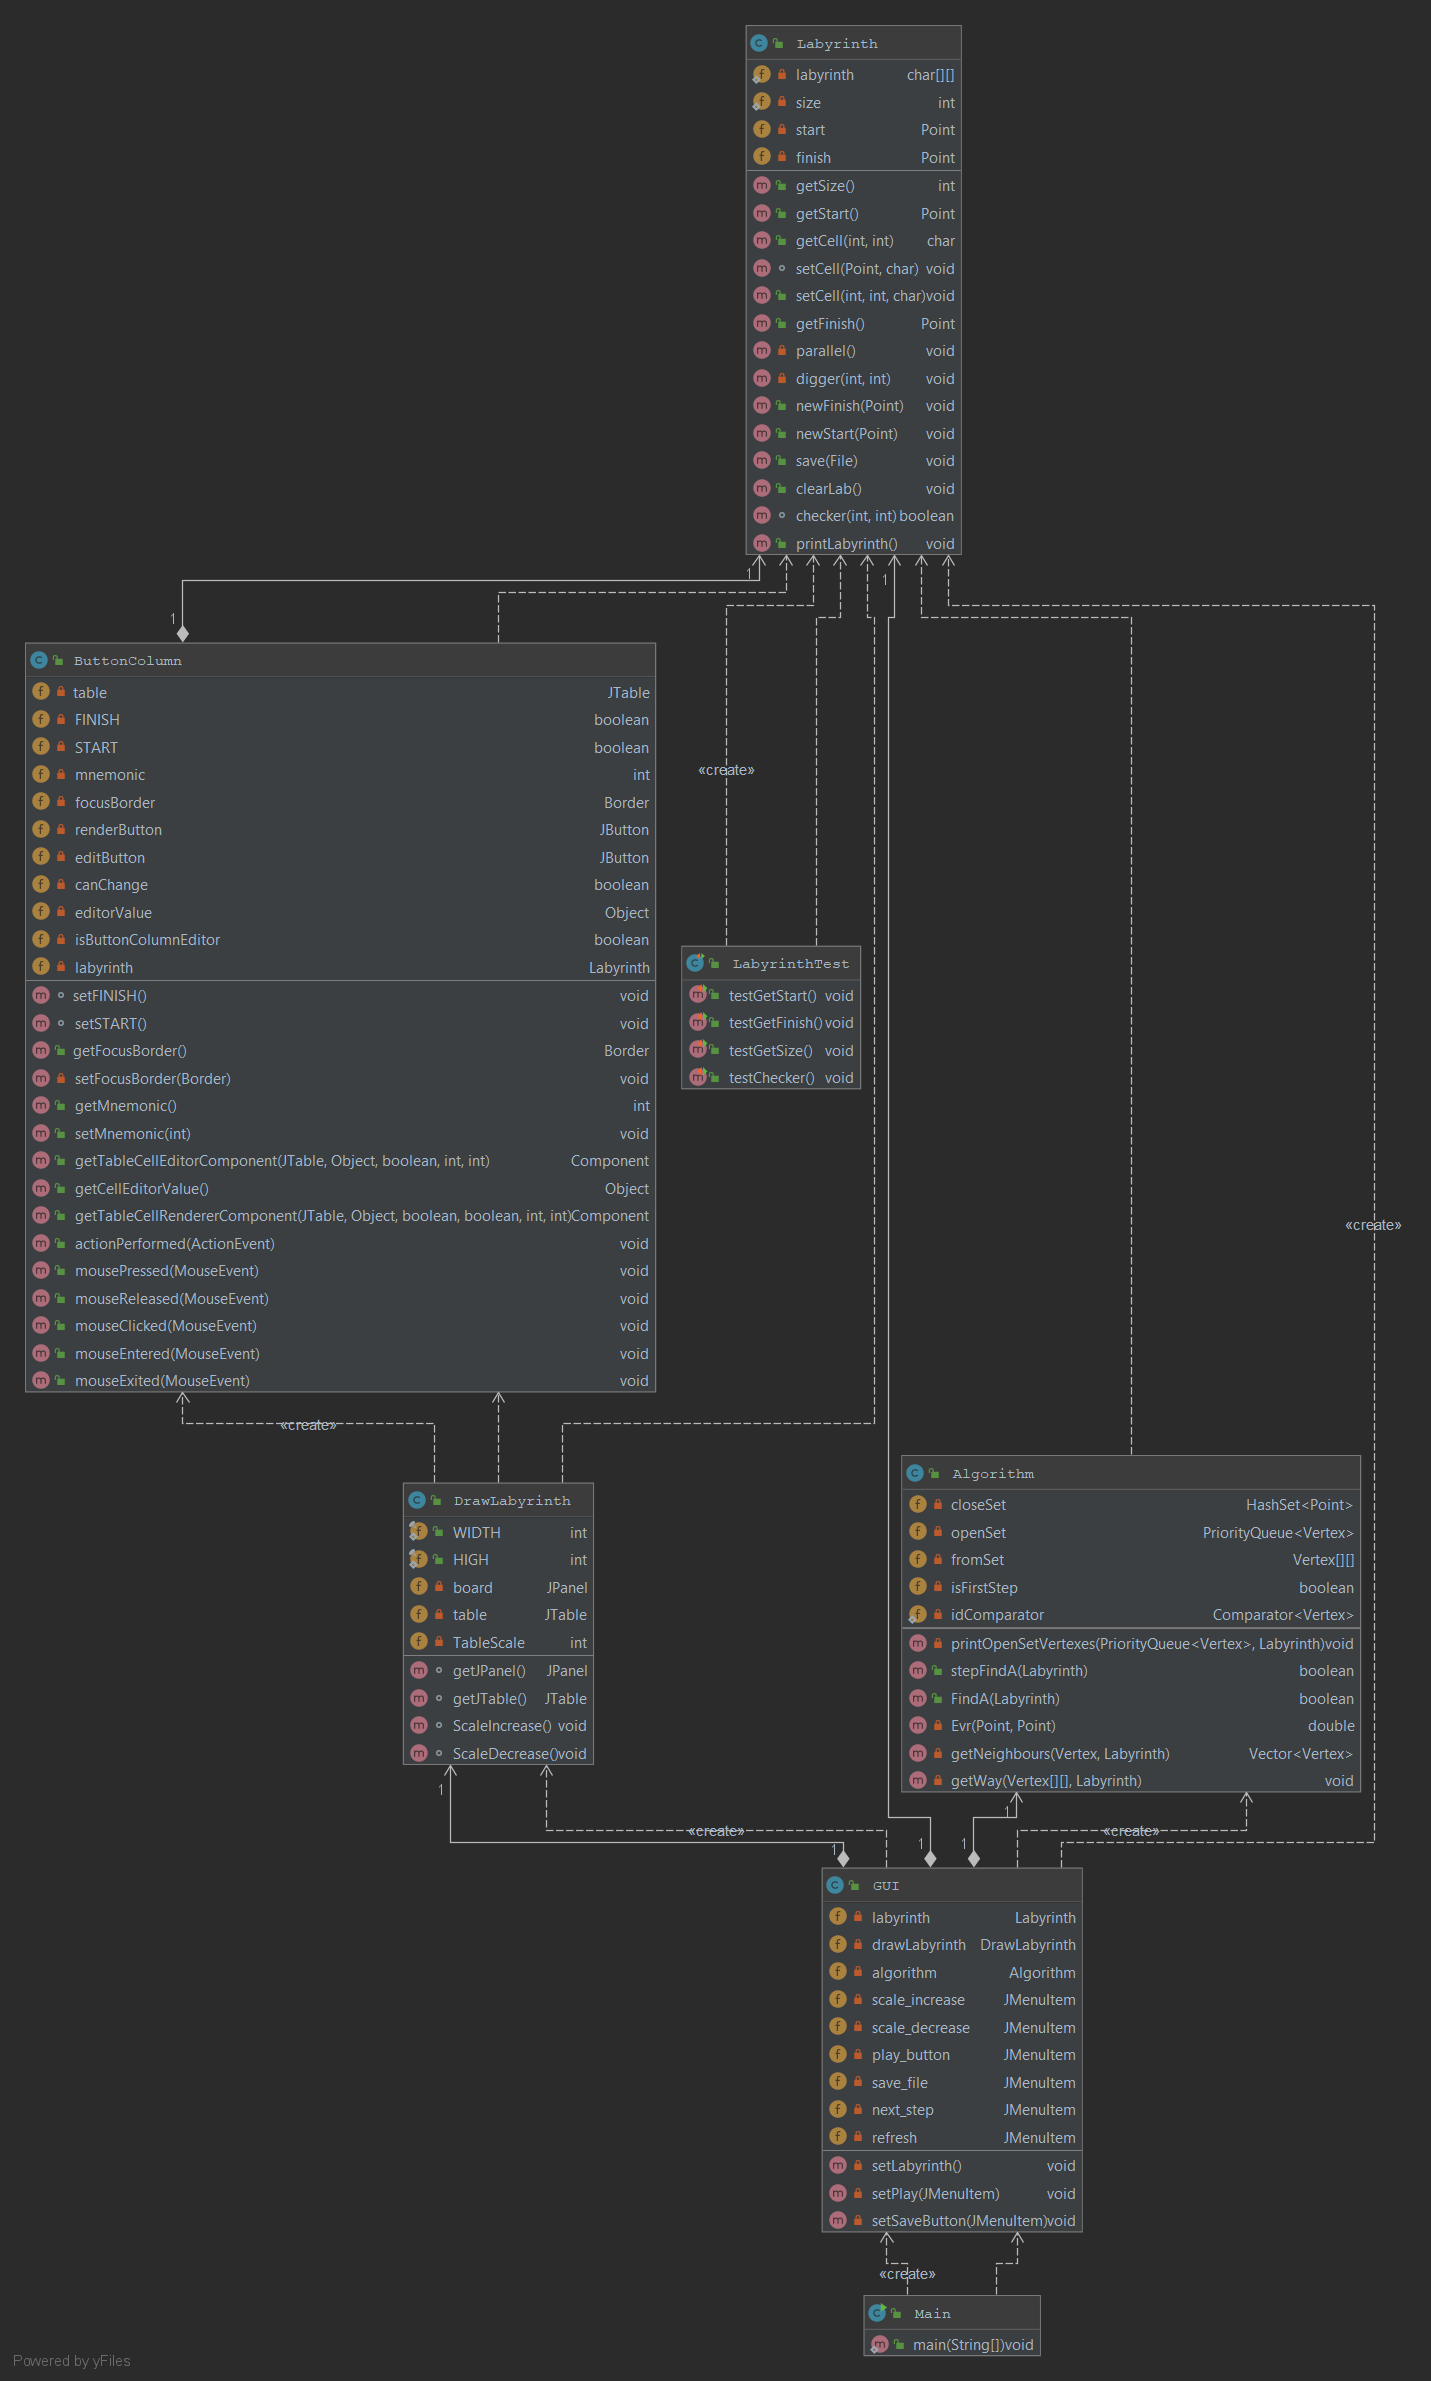 Labyrinth
labyrinth char[][]
size int
start Point
finish Point
getSize() int
getStart() Point
getCell(int, int) char
setCell(Point, char) void
setCell(int, int, char) void
getFinish() Point
parallel() void
digger(int, int) void
newFinish(Point) void
newStart(Point) void
save(File) void
clearLab() void
checker(int, int) boolean
printLabyrinth() void
1
1
1
ButtonColumn
table JTable
FINISH boolean
START boolean
mnemonic int
focusBorder Border
renderButton JButton
editButton JButton
canChange boolean
editorValue Object
isButtonColumnEditor boolean
labyrinth Labyrinth
setFINISH() void
setSTART() void
getFocusBorder() Border
setFocusBorder(Border) void
getMnemonic() int
setMnemonic(int) void
getTableCellEditorComponent(JTable, Object, boolean, int, int) Component
getCellEditorValue() Object
getTableCellRendererComponent(JTable, Object, boolean, boolean, int, int) Component
actionPerformed(ActionEvent) void
mousePressed(MouseEvent) void
mouseReleased(MouseEvent) void
mouseClicked(MouseEvent) void
mouseEntered(MouseEvent) void
mouseExited(MouseEvent) void
«create»
LabyrinthTest
testGetStart() void
testGetFinish() void
testGetSize() void
testChecker() void
«create»
«create»
DrawLabyrinth
WIDTH int
HIGH int
board JPanel
table JTable
TableScale int
getJPanel() JPanel
getJTable() JTable
ScaleIncrease() void
ScaleDecrease() void
Algorithm
closeSet HashSet<Point>
openSet PriorityQueue<Vertex>
fromSet Vertex[][]
isFirstStep boolean
idComparator Comparator<Vertex>
printOpenSetVertexes(PriorityQueue<Vertex>, Labyrinth) void
stepFindA(Labyrinth) boolean
FindA(Labyrinth) boolean
Evr(Point, Point) double
getNeighbours(Vertex, Labyrinth) Vector<Vertex>
getWay(Vertex[][], Labyrinth) void
1
1
«create»
«create»
1
1
1
GUI
labyrinth Labyrinth
drawLabyrinth DrawLabyrinth
algorithm Algorithm
scale_increase JMenuItem
scale_decrease JMenuItem
play_button JMenuItem
save_file JMenuItem
next_step JMenuItem
refresh JMenuItem
setLabyrinth() void
setPlay(JMenuItem) void
setSaveButton(JMenuItem) void
«create»
Main
main(String[]) void
Powered by yFiles